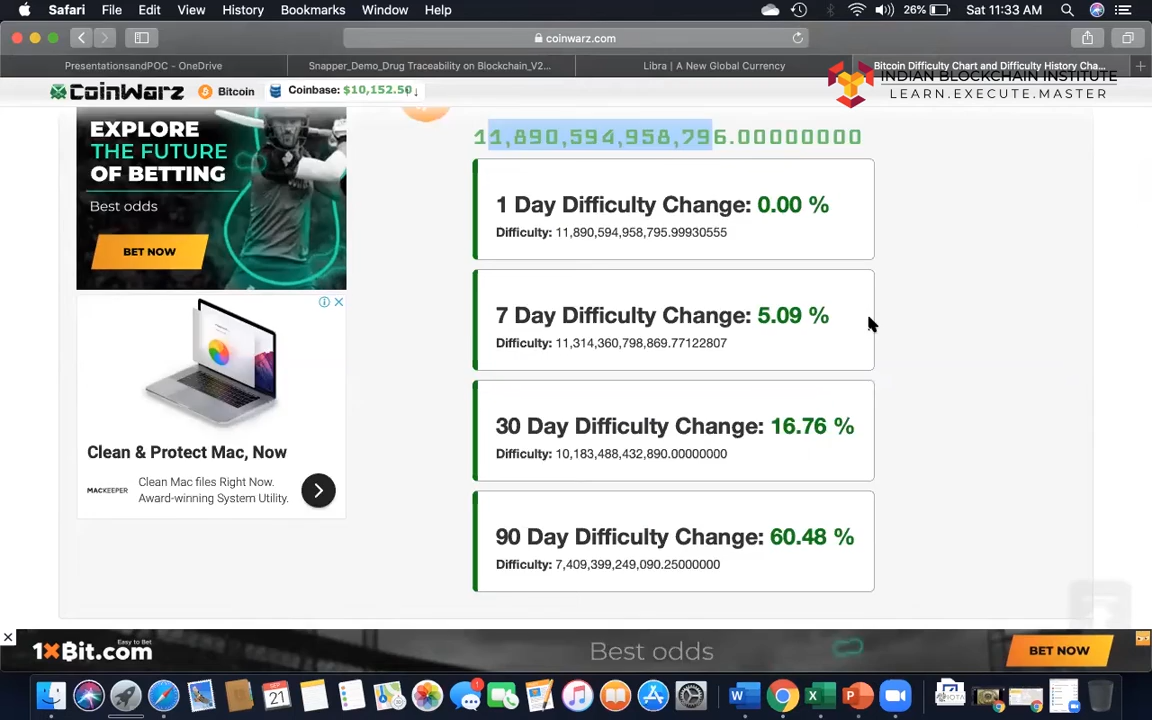 Safari File Edit View History Bookmarks Window Help 26% Sat 11:33 AM
coinwarz.com
PresentationsandPOC - OneDrive
Snapper_Demo_Drug Traceability on Blockchain_V2...
Libra | A New Global Currency
Bitcoin Difficulty Chart and Difficulty History Cha...
INDIAN BLOCKCHAIN INSTITUTE
LEARN.EXECUTE.MASTER
CoinWarz Bitcoin Coinbase: $10,152.50↓
EXPLORE
THE FUTURE
OF BETTING
Best odds
BET NOW
11,890,594,958,796.00000000
1 Day Difficulty Change: 0.00 %
Difficulty: 11,890,594,958,795.99930555
7 Day Difficulty Change: 5.09 %
Difficulty: 11,314,360,798,869.77122807
30 Day Difficulty Change: 16.76 %
Difficulty: 10,183,488,432,890.00000000
90 Day Difficulty Change: 60.48 %
Difficulty: 7,409,399,249,090.25000000
Clean & Protect Mac, Now
MACKEEPER
Clean Mac files Right Now.
Award-winning System Utility.
Easy to Bet
1XBit.com
Best odds
BET NOW
SEP
21
1